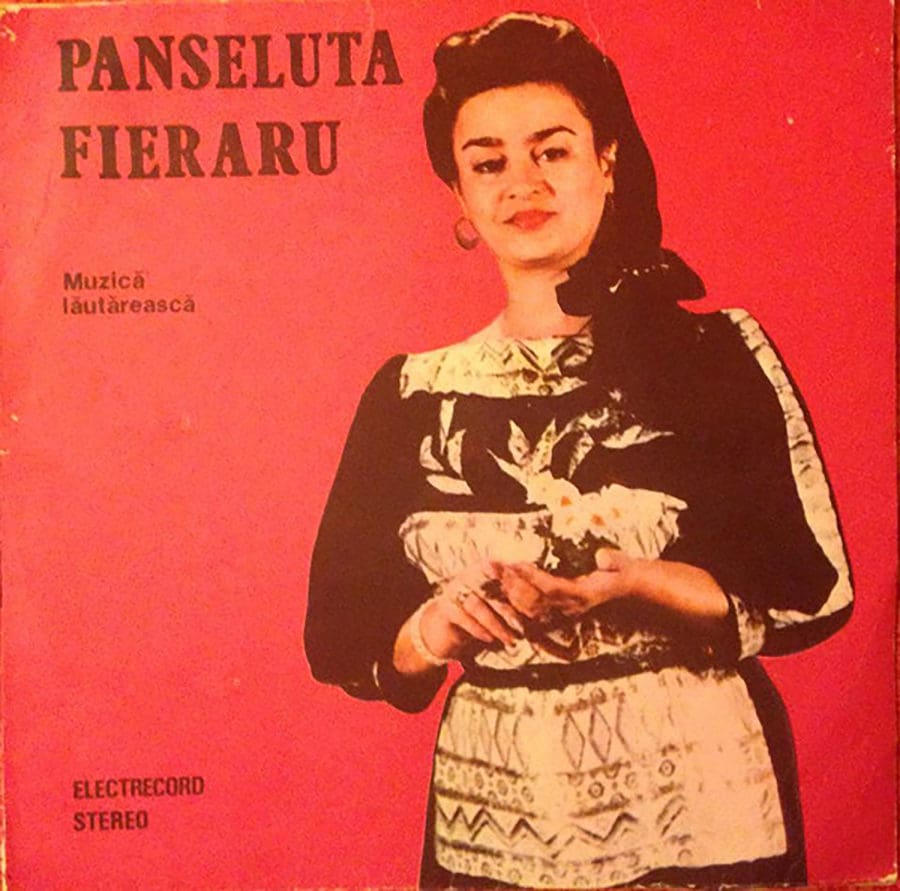 PANSELUTA
FIERARU
Muzică
lăutărească
ELECTRECORD
STEREO